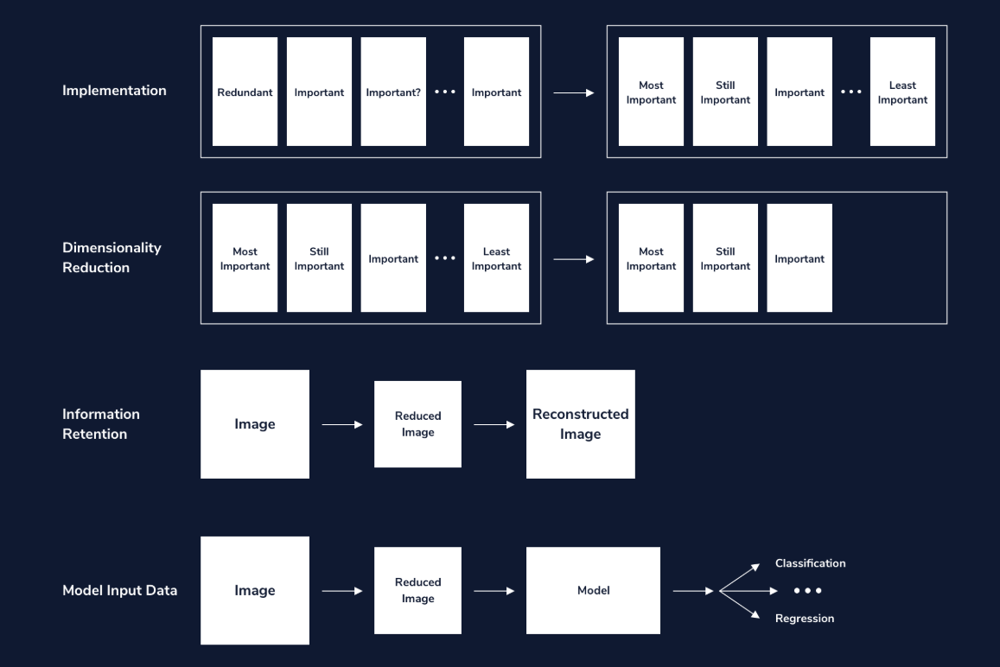 Implementation
Redundant
Important
Important?
•••
Important
Most
Important
Still
Important
Important
•••
Least
Important
Dimensionality
Reduction
Most
Important
Still
Important
Important
•••
Least
Important
Most
Important
Still
Important
Important
Information
Retention
Image
Reduced
Image
Reconstructed
Image
Model Input Data
Image
Reduced
Image
Model
Classification
•••
Regression